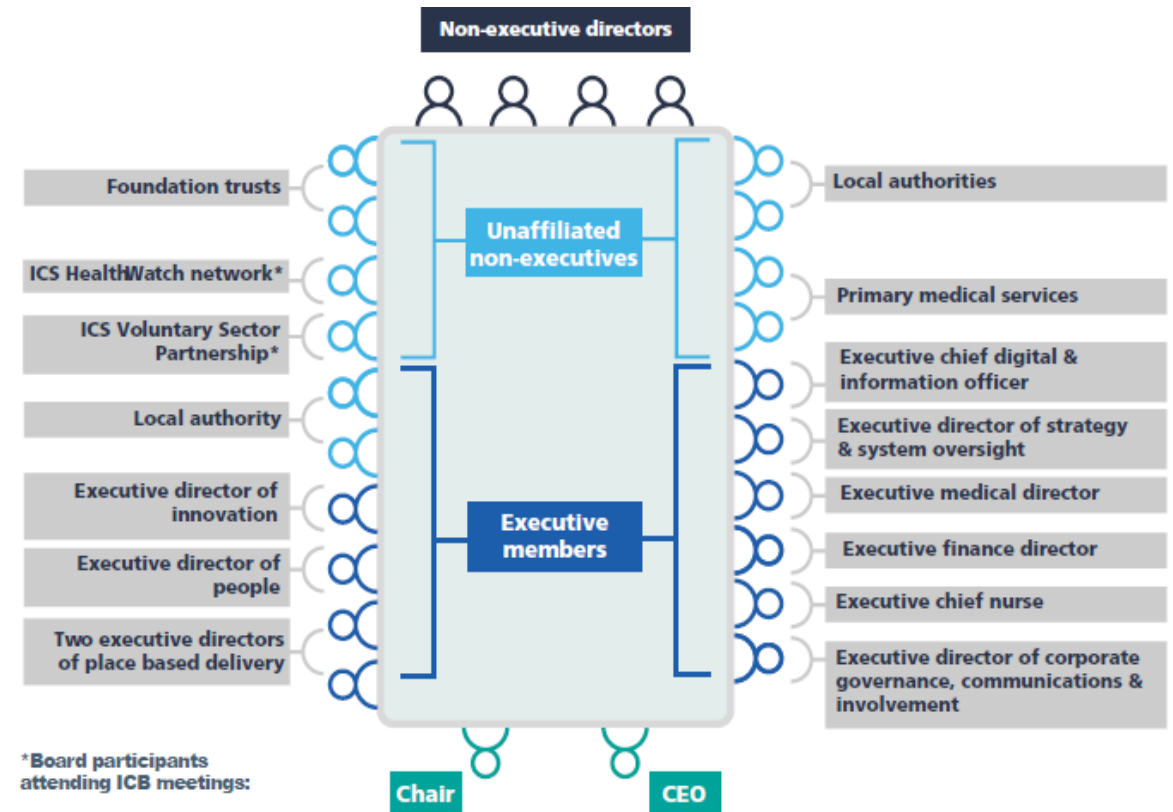 Non-executive directors
Foundation trusts
ICS HealthWatch network*
ICS Voluntary Sector
Partnership*
Local authority
Executive director of
innovation
Executive director of
people
Two executive directors
of place based delivery
Unaffiliated
non-executives
Executive
members
Local authorities
Primary medical services
Executive chief digital &
information officer
Executive director of strategy
& system oversight
Executive medical director
Executive finance director
Executive chief nurse
Executive director of corporate
governance, communications &
involvement
*Board participants
attending ICB meetings:
Chair
CEO